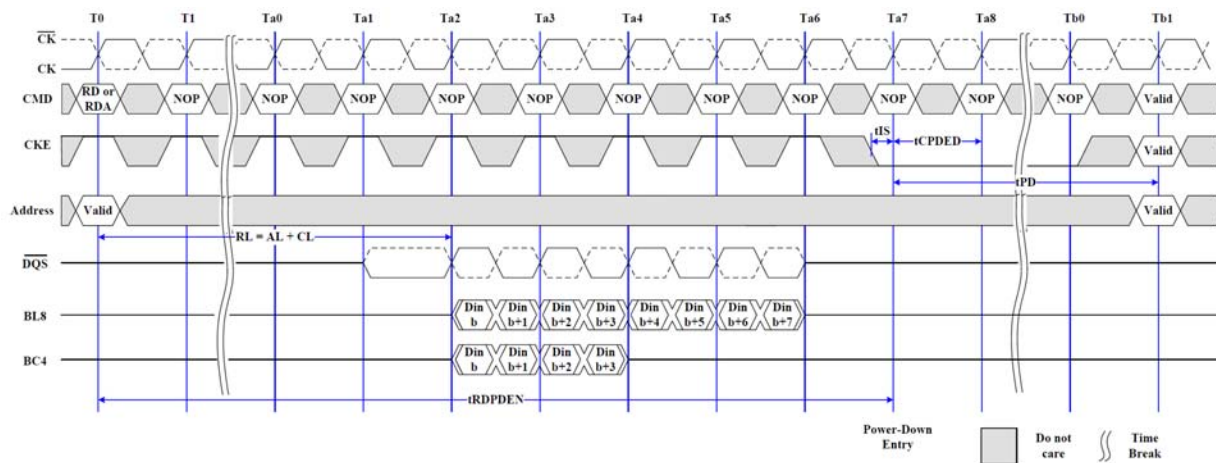 T0 T1 Ta0 Ta1 Ta2 Ta3 Ta4 Ta5 Ta6 Ta7 Ta8 Tb0 Tb1
CK
CK
CMD RD or RDA NOP NOP NOP NOP NOP NOP NOP NOP NOP NOP NOP Valid
tIS tCPDED
CKE Valid
tPD
Address Valid Valid
RL = AL + CL
DQS
BL8 Din b Din b+1 Din b+2 Din b+3 Din b+4 Din b+5 Din b+6 Din b+7
BC4 Din b Din b+1 Din b+2 Din b+3
tRDPDEN
Power-Down
Entry
Do not
care
Time
Break